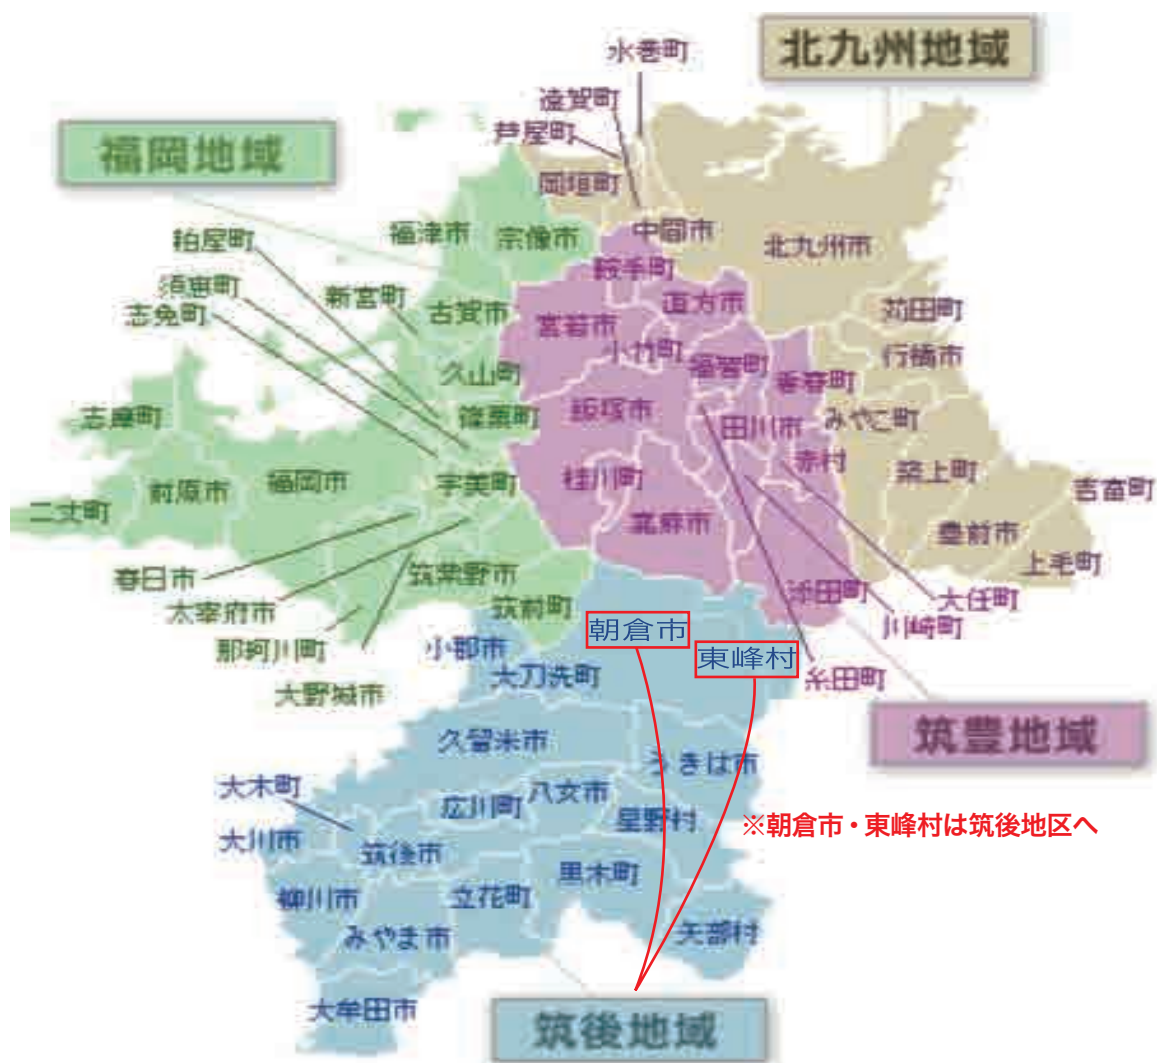 北九州地域
水巻町
遠賀町
芦屋町
福岡地域
岡垣町
福津市
宗像市
中間市
北九州市
粕屋町
鞍手町
須恵町
新宮町
直方市
志免町
古賀市
宮若市
苅田町
小竹町
福智町
行橋市
久山町
香春町
篠栗町
飯塚市
みやこ町
志摩町
田川市
赤村
福岡市
宇美町
桂川町
築上町
前原市
吉富町
二丈町
嘉麻市
豊前市
上毛町
春日市
筑紫野市
添田町
大任町
太宰府市
筑前町
川崎町
朝倉市
那珂川町
小郡市
東峰村
大刀洗町
糸田町
大野城市
筑豊地域
久留米市
うきは市
大木町
八女市
広川町
星野村
※朝倉市・東峰村は筑後地区へ
大川市
筑後市
黒木町
柳川市
立花町
みやま市
矢部村
大牟田市
筑後地域